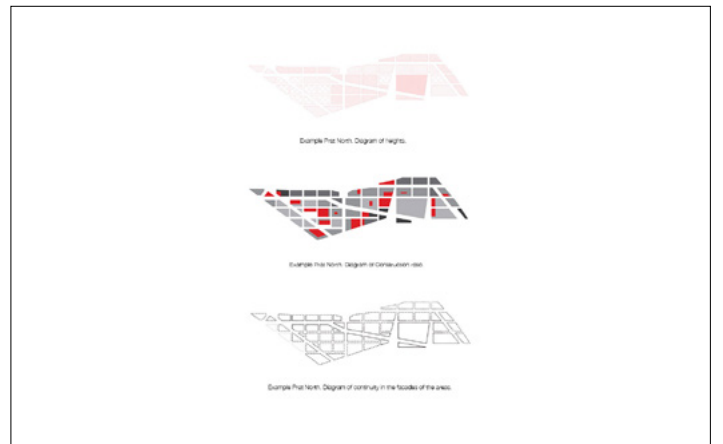 Example Prat North. Diagram of heights.
Example Prat North. Diagram of Conservation
Example Prat North. Diagram of continuity in the facades of the areas.